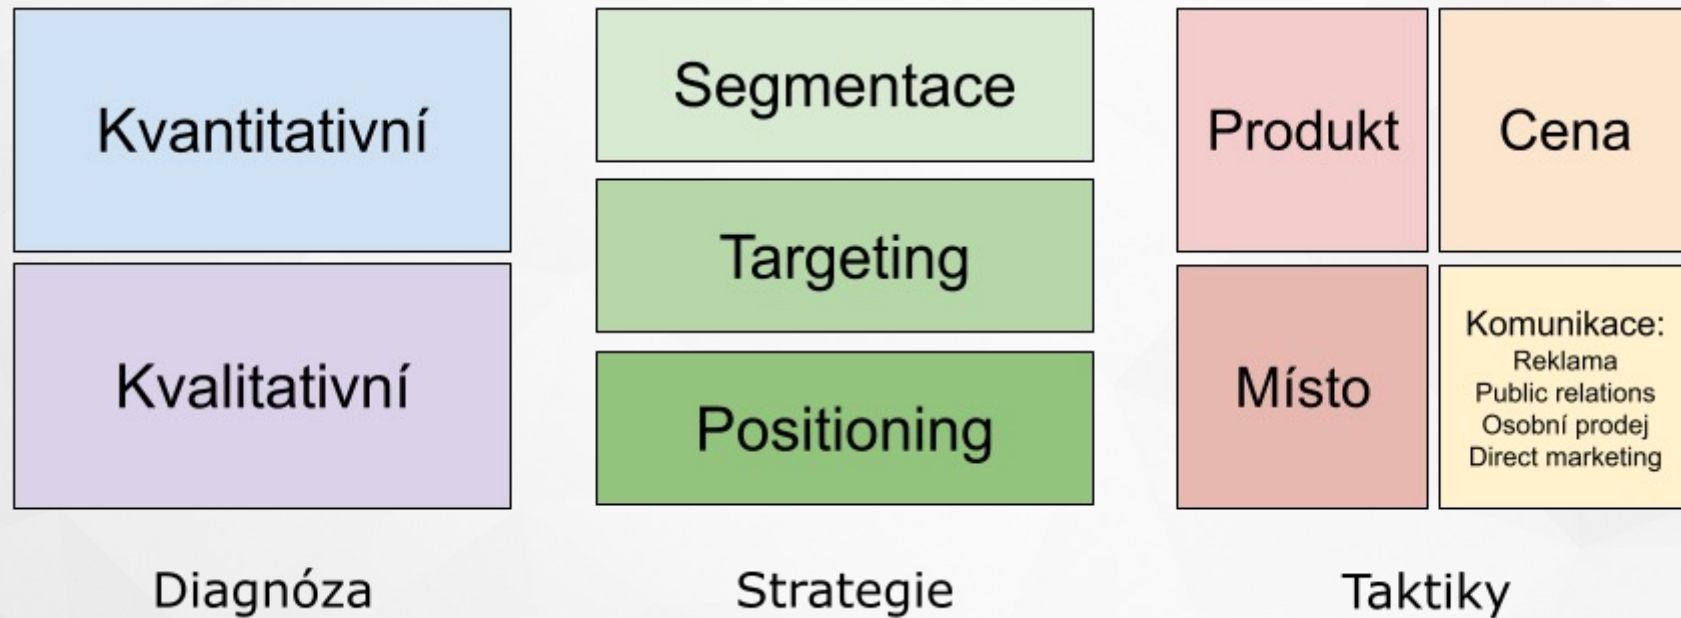 Kvantitativní
Kvalitativní
Diagnóza
Segmentace
Targeting
Positioning
Strategie
Produkt
Cena
Místo
Komunikace:
Reklama
Public relations
Osobní prodej
Direct marketing
Taktiky